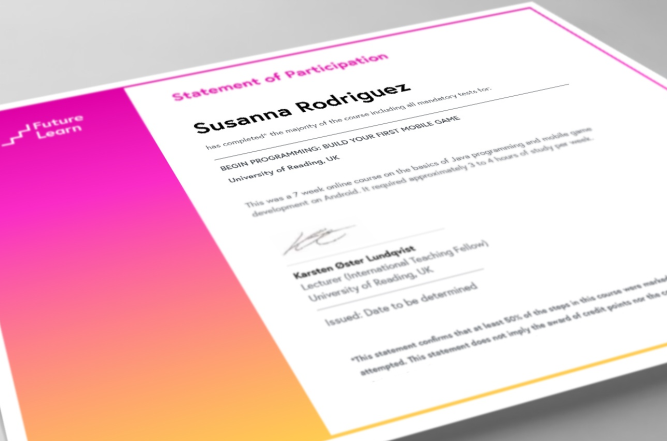 Future
Learn
Statement of Participation
Susanna Rodriguez
has completed* the majority of the course including all mandatory tests for:
BEGIN PROGRAMMING: BUILD YOUR FIRST MOBILE GAME
University of Reading, UK
This was a 7 week online course on the basics of Java programming and mobile game
development on Android. It required approximately 3 to 4 hours of study per week.
Karsten Øster Lundqvist
Lecturer (International Teaching Fellow)
University of Reading, UK
Issued: Date to be determined
*This statement confirms that at least 50% of the steps in this course were marked
attempted. This statement does not imply the award of credit points nor the